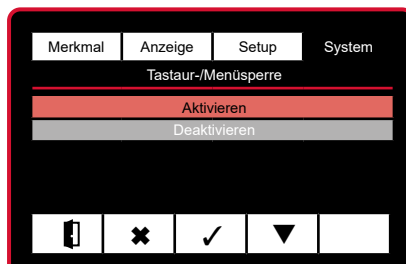 Merkmal Anzeige Setup System
Tastaur-/Menüsperre
Aktivieren
Deaktivieren